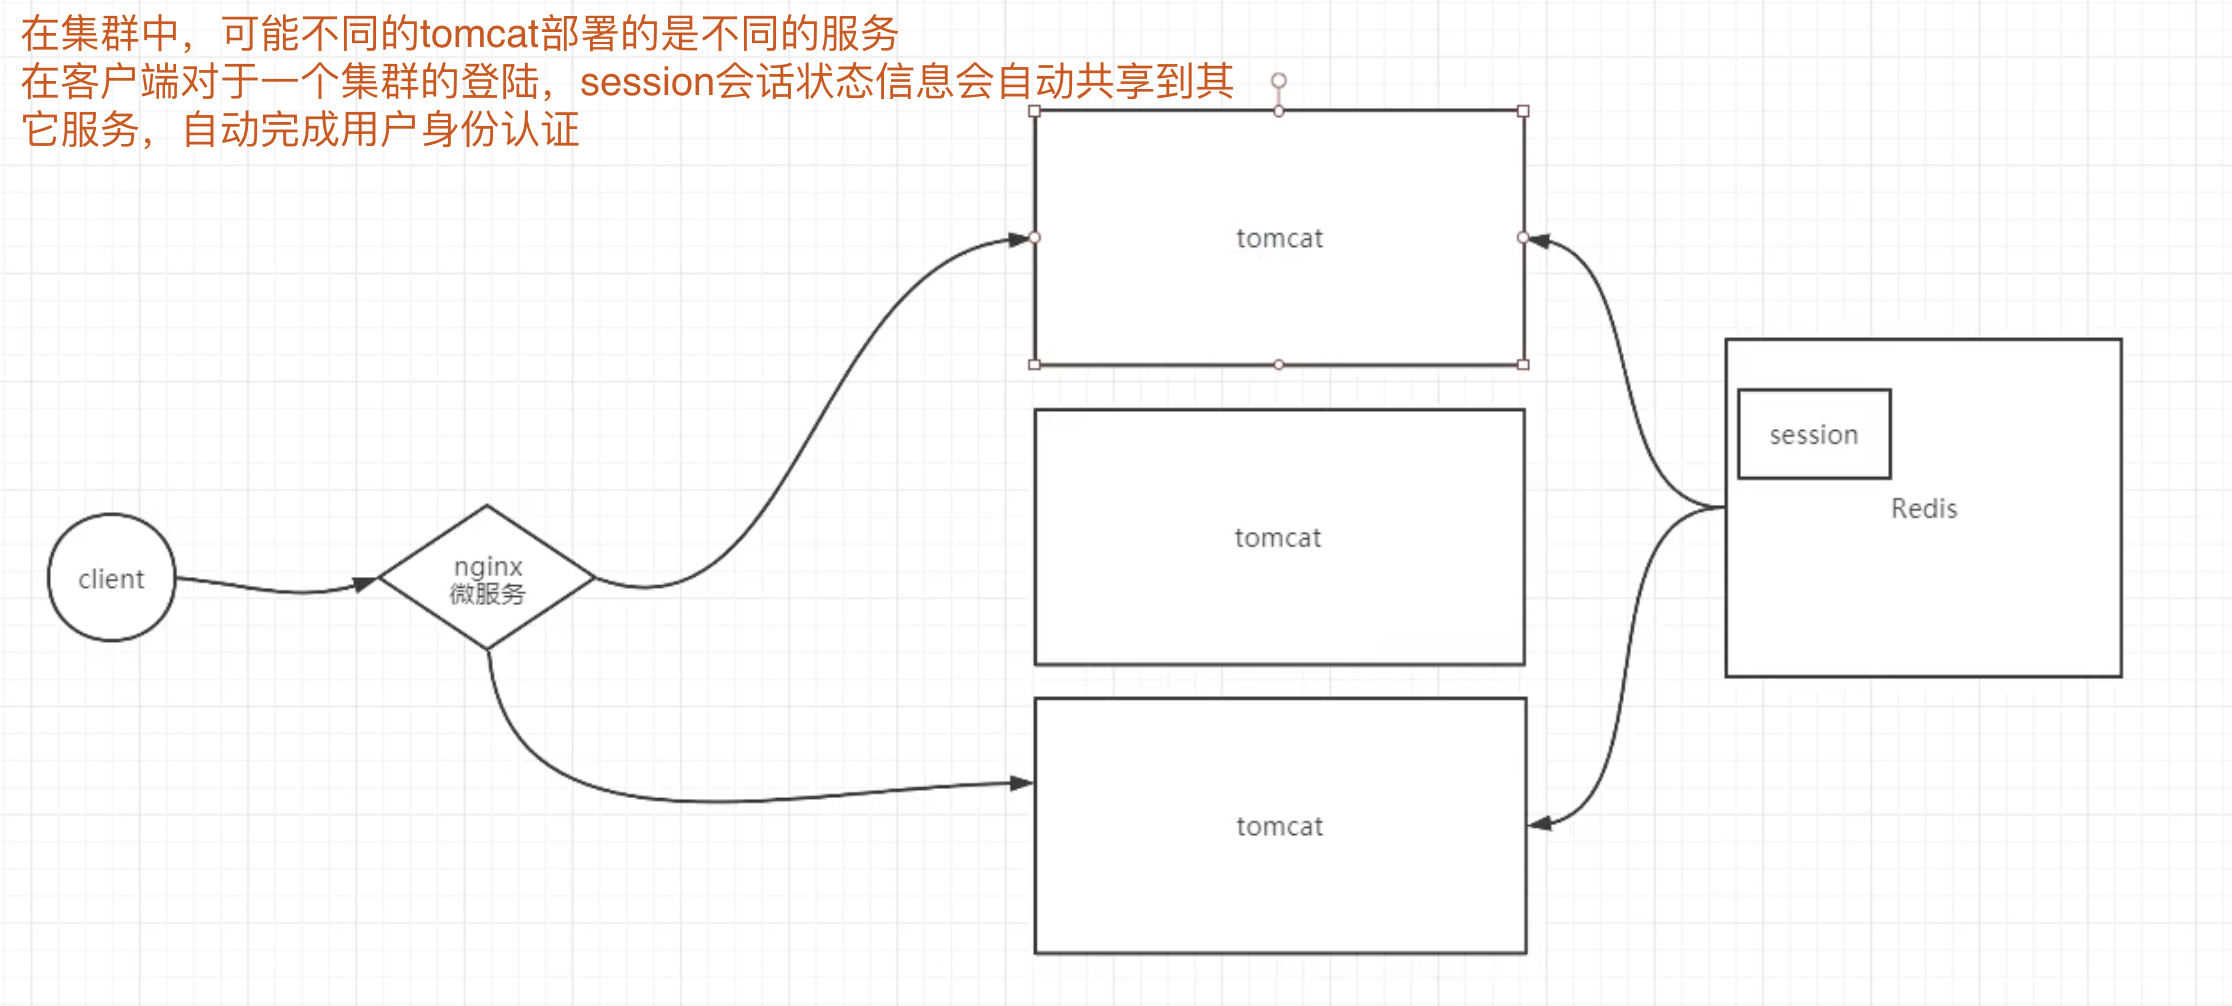 在集群中，可能不同的tomcat部署的是不同的服务
在客户端对于一个集群的登陆，session会话状态信息会自动共享到其
它服务，自动完成用户身份认证
tomcat
session
Redis
tomcat
client
nginx
微服务
tomcat